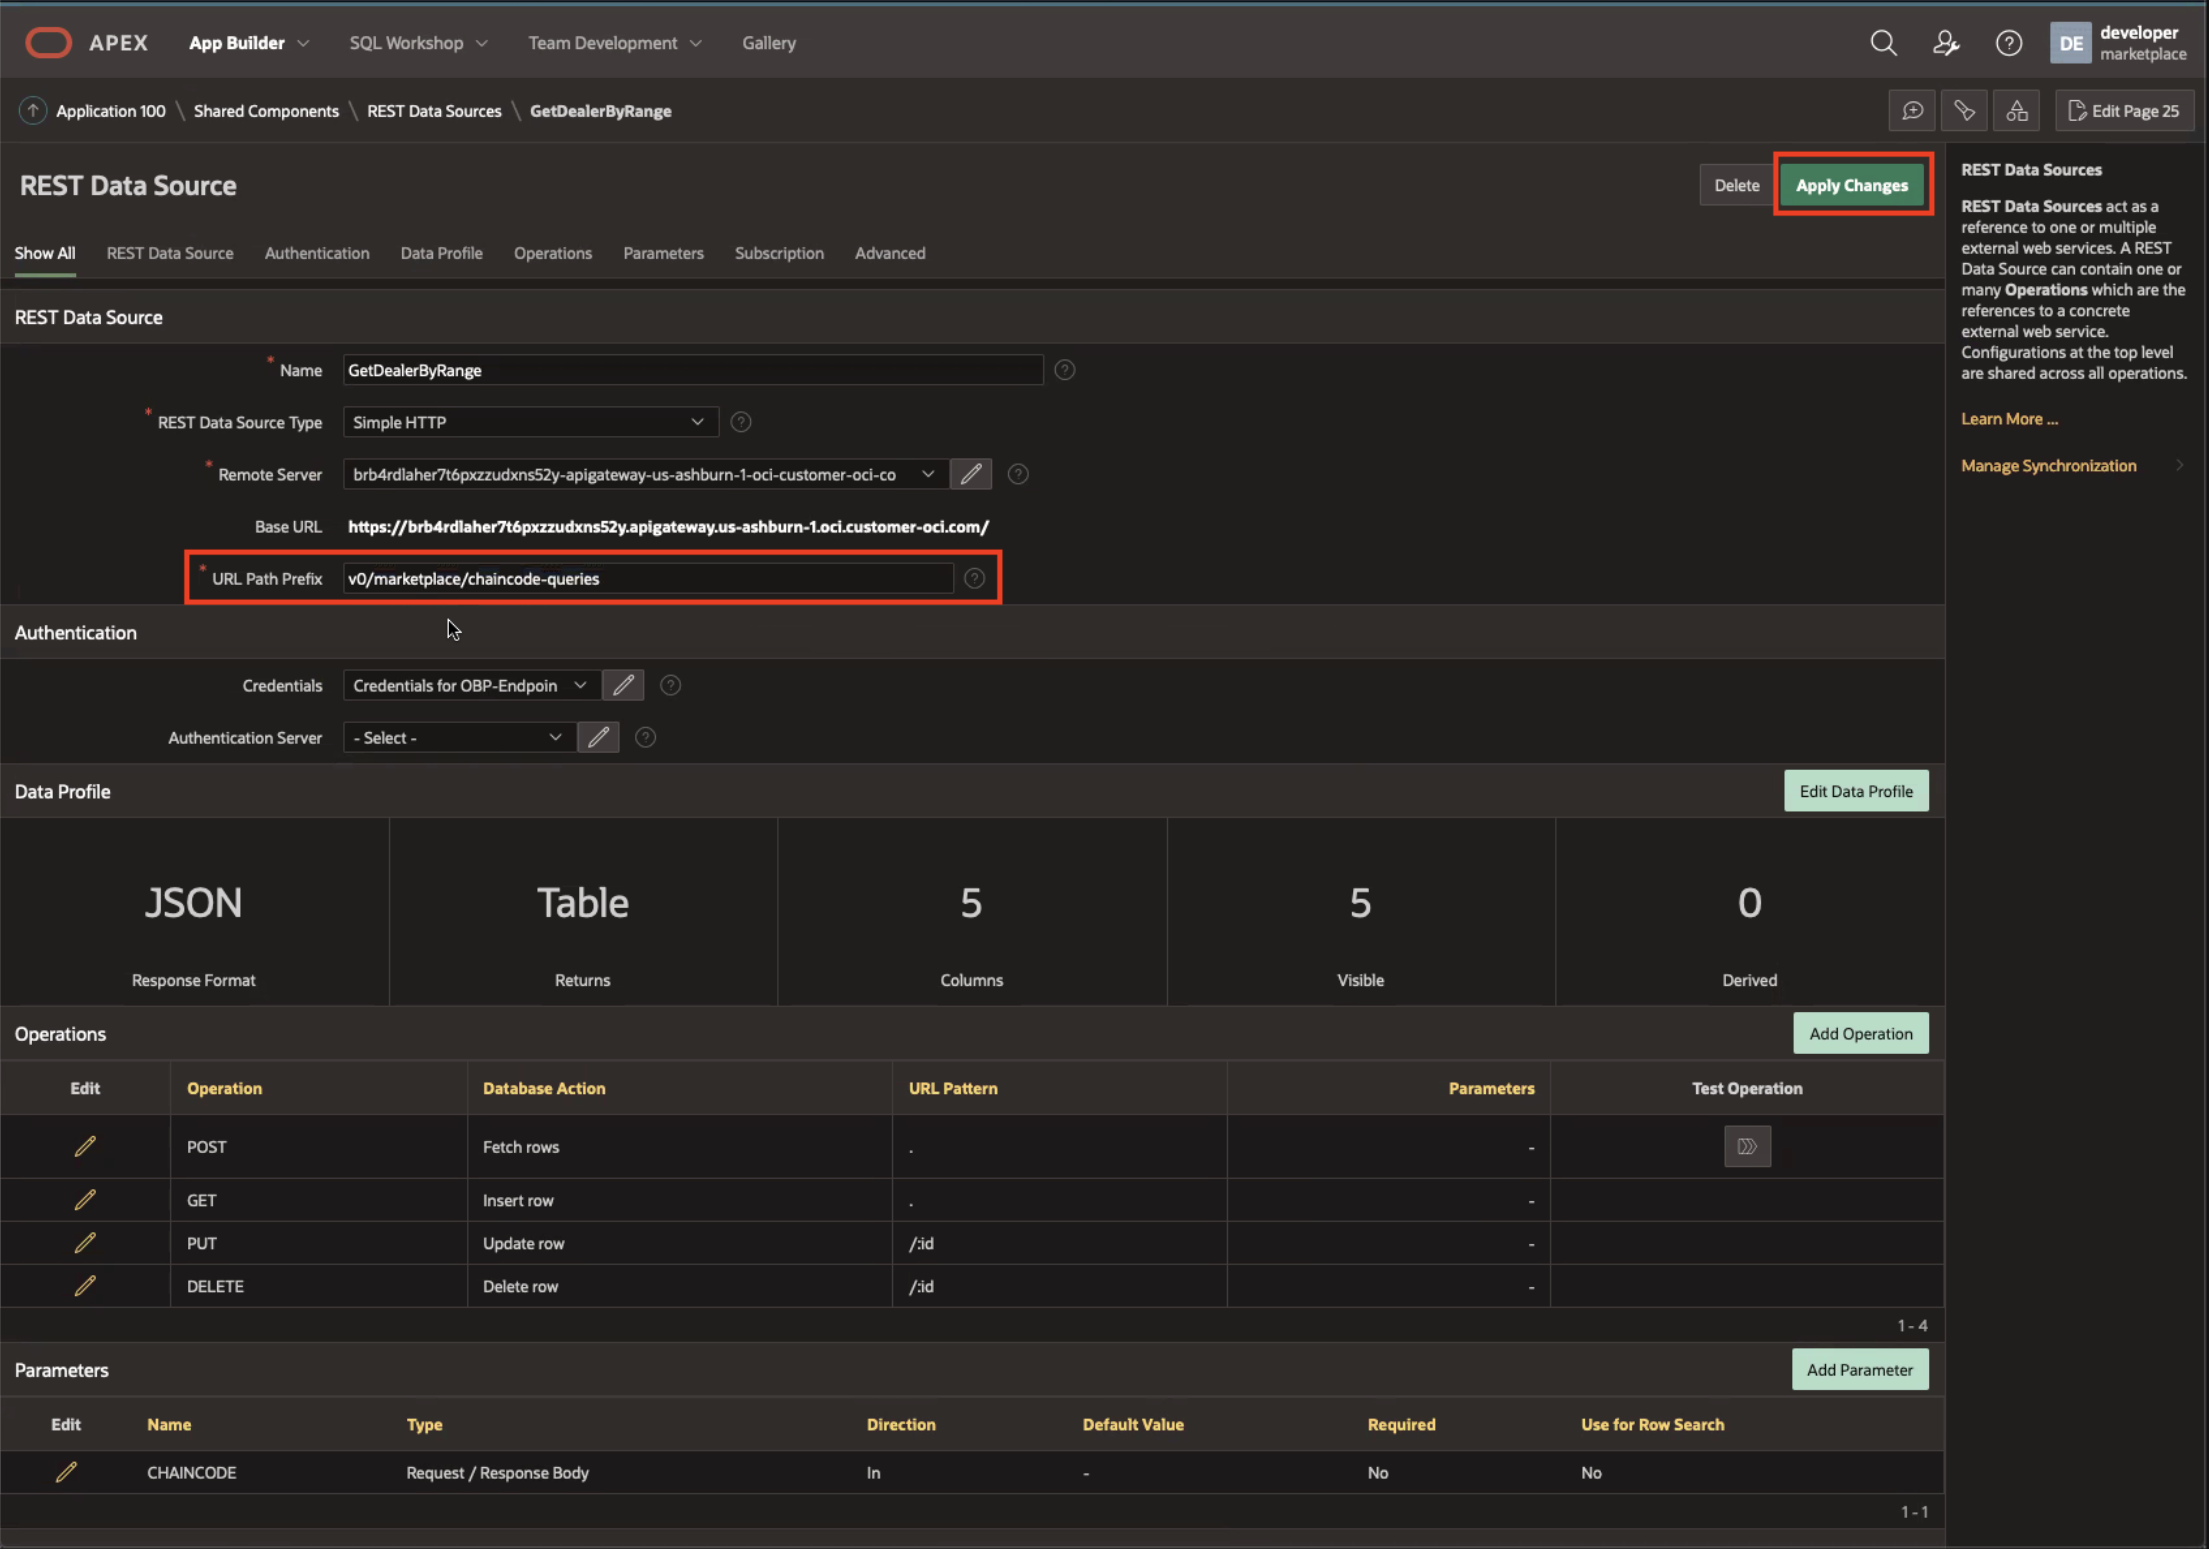 APEX App Builder SQL Workshop Team Development Gallery DE developer
marketplace
Application 100 \ Shared Components \ REST Data Sources \ GetDealerByRange Edit Page 25
REST Data Source Delete Apply Changes
Show All REST Data Source Authentication Data Profile Operations Parameters Subscription Advanced
REST Data Source
* Name GetDealerByRange
* REST Data Source Type Simple HTTP
* Remote Server brb4rdlaher7t6pxzzudxns52y-apigateway-us-ashburn-1-oci-customer-oci-co
Base URL https://brb4rdlaher7t6pxzzudxns52y.apigateway.us-ashburn-1.oci.customer-oci.com/
* URL Path Prefix v0/marketplace/chaincode-queries
Authentication
Credentials Credentials for OBP-Endpoin
Authentication Server - Select -
Data Profile Edit Data Profile
JSON Table 5 5 0
Response Format Returns Columns Visible Derived
Operations Add Operation
Edit Operation Database Action URL Pattern Parameters Test Operation
POST Fetch rows . -
GET Insert row . -
PUT Update row /:id -
DELETE Delete row /:id -
1 - 4
Parameters Add Parameter
Edit Name Type Direction Default Value Required Use for Row Search
CHAINCODE Request / Response Body In - No No
1 - 1
REST Data Sources
REST Data Sources act as a
reference to one or multiple
external web services. A REST
Data Source can contain one or
many Operations which are the
references to a concrete
external web service.
Configurations at the top level
are shared across all operations.
Learn More ...
Manage Synchronization